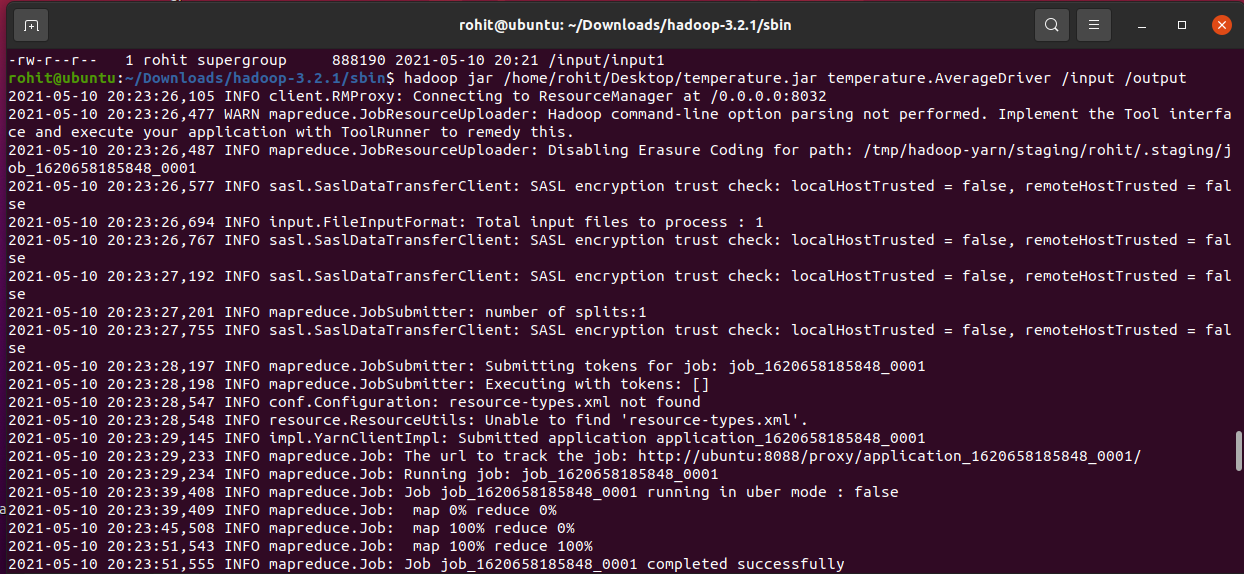 rohit@ubuntu: ~/Downloads/hadoop-3.2.1/sbin
-rw-r--r--   1 rohit supergroup     888190 2021-05-10 20:21 /input/input1
rohit@ubuntu:~/Downloads/hadoop-3.2.1/sbin$ hadoop jar /home/rohit/Desktop/temperature.jar temperature.AverageDriver /input /output
2021-05-10 20:23:26,105 INFO client.RMProxy: Connecting to ResourceManager at /0.0.0.0:8032
2021-05-10 20:23:26,477 WARN mapreduce.JobResourceUploader: Hadoop command-line option parsing not performed. Implement the Tool interfa
ce and execute your application with ToolRunner to remedy this.
2021-05-10 20:23:26,487 INFO mapreduce.JobResourceUploader: Disabling Erasure Coding for path: /tmp/hadoop-yarn/staging/rohit/.staging/j
ob_1620658185848_0001
2021-05-10 20:23:26,577 INFO sasl.SaslDataTransferClient: SASL encryption trust check: localHostTrusted = false, remoteHostTrusted = fal
se
2021-05-10 20:23:26,694 INFO input.FileInputFormat: Total input files to process : 1
2021-05-10 20:23:26,767 INFO sasl.SaslDataTransferClient: SASL encryption trust check: localHostTrusted = false, remoteHostTrusted = fal
se
2021-05-10 20:23:27,192 INFO sasl.SaslDataTransferClient: SASL encryption trust check: localHostTrusted = false, remoteHostTrusted = fal
se
2021-05-10 20:23:27,201 INFO mapreduce.JobSubmitter: number of splits:1
2021-05-10 20:23:27,755 INFO sasl.SaslDataTransferClient: SASL encryption trust check: localHostTrusted = false, remoteHostTrusted = fal
se
2021-05-10 20:23:28,197 INFO mapreduce.JobSubmitter: Submitting tokens for job: job_1620658185848_0001
2021-05-10 20:23:28,198 INFO mapreduce.JobSubmitter: Executing with tokens: []
2021-05-10 20:23:28,547 INFO conf.Configuration: resource-types.xml not found
2021-05-10 20:23:28,548 INFO resource.ResourceUtils: Unable to find 'resource-types.xml'.
2021-05-10 20:23:29,145 INFO impl.YarnClientImpl: Submitted application application_1620658185848_0001
2021-05-10 20:23:29,233 INFO mapreduce.Job: The url to track the job: http://ubuntu:8088/proxy/application_1620658185848_0001/
2021-05-10 20:23:29,234 INFO mapreduce.Job: Running job: job_1620658185848_0001
2021-05-10 20:23:39,408 INFO mapreduce.Job: Job job_1620658185848_0001 running in uber mode : false
2021-05-10 20:23:39,409 INFO mapreduce.Job:  map 0% reduce 0%
2021-05-10 20:23:45,508 INFO mapreduce.Job:  map 100% reduce 0%
2021-05-10 20:23:51,543 INFO mapreduce.Job:  map 100% reduce 100%
2021-05-10 20:23:51,555 INFO mapreduce.Job: Job job_1620658185848_0001 completed successfully